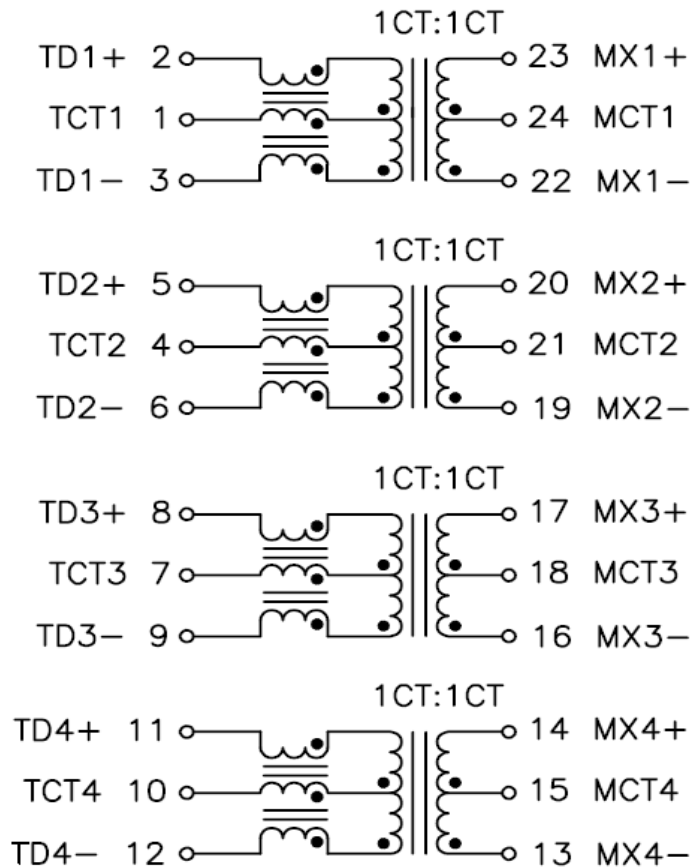 1CT:1CT
TD1+ 2 23 MX1+
TCT1 1 24 MCT1
TD1− 3 22 MX1−
1CT:1CT
TD2+ 5 20 MX2+
TCT2 4 21 MCT2
TD2− 6 19 MX2−
1CT:1CT
TD3+ 8 17 MX3+
TCT3 7 18 MCT3
TD3− 9 16 MX3−
1CT:1CT
TD4+ 11 14 MX4+
TCT4 10 15 MCT4
TD4− 12 13 MX4−